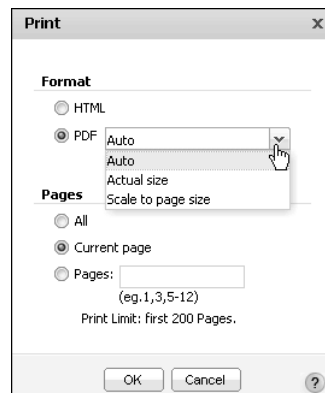 Print x
Format
HTML
PDF Auto
Auto
Actual size
Scale to page size
Pages
All
Current page
Pages:
(eg.1,3,5-12)
Print Limit: first 200 Pages.
OK Cancel ?